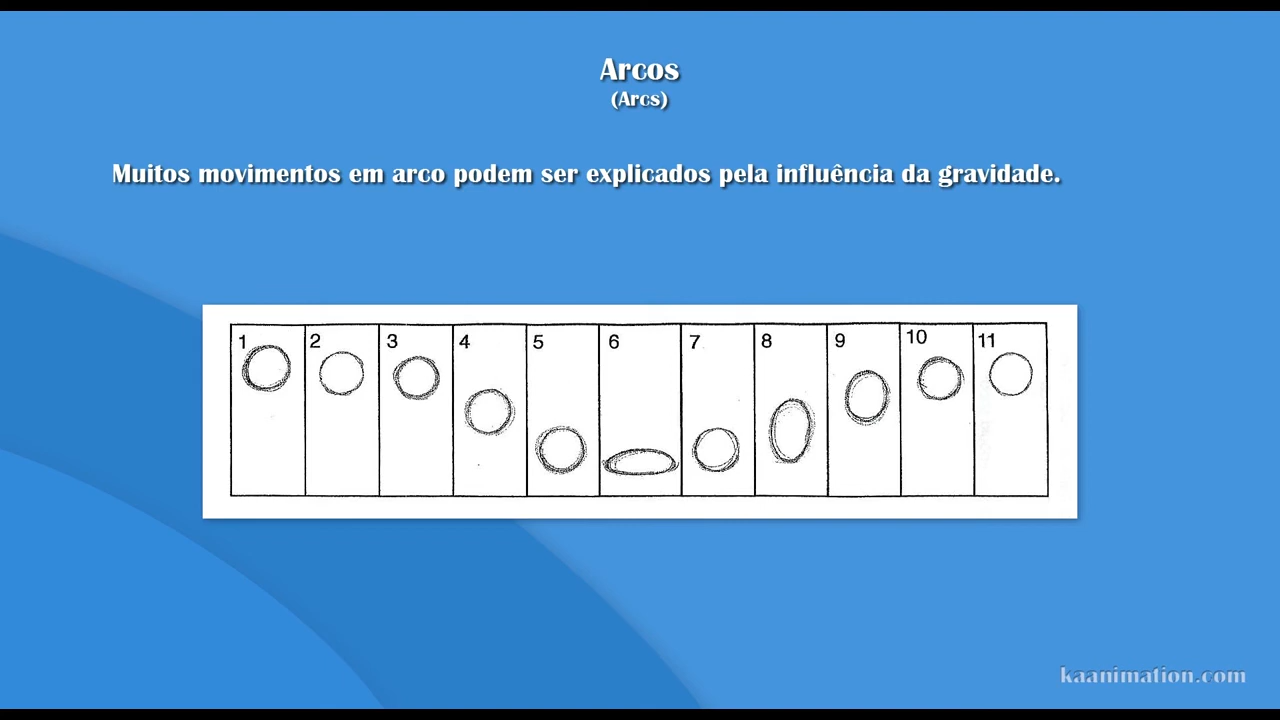 Arcos
(Arcs)
Muitos movimentos em arco podem ser explicados pela influência da gravidade.
1 2 3 4 5 6 7 8 9 10 11
kaanimation.com